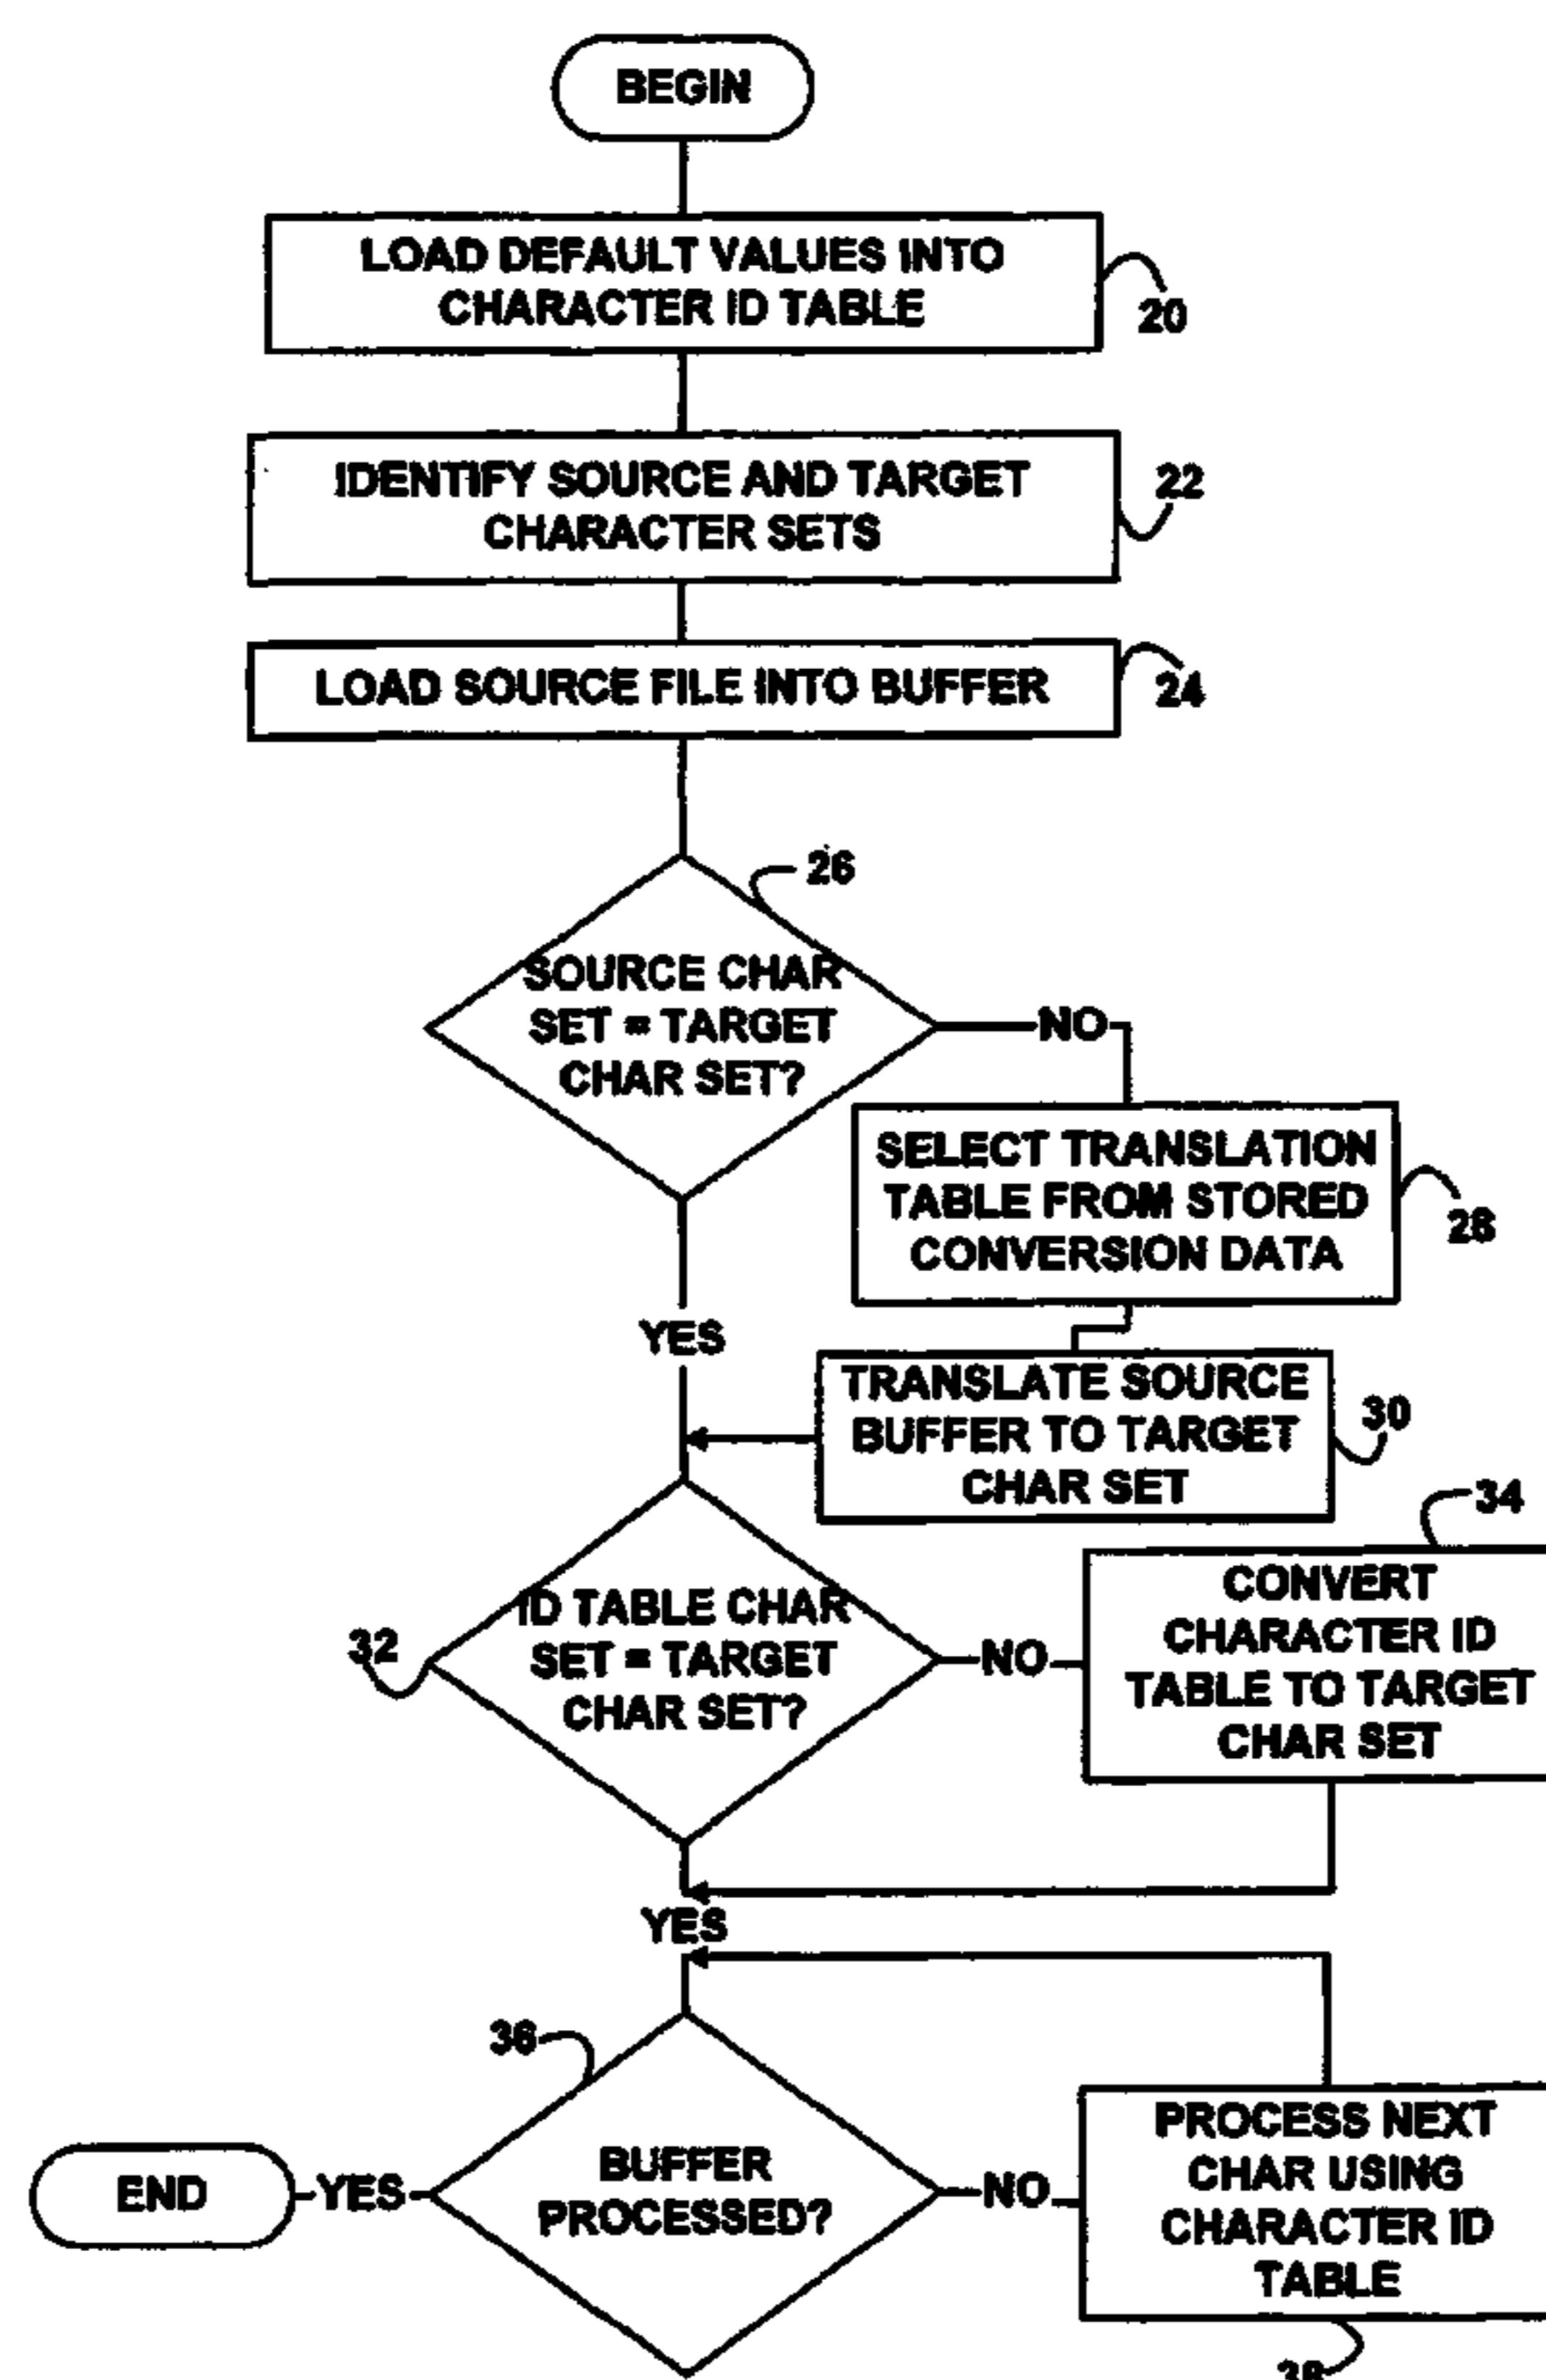 BEGIN
LOAD DEFAULT VALUES INTO
CHARACTER ID TABLE
20
IDENTIFY SOURCE AND TARGET
CHARACTER SETS
22
LOAD SOURCE FILE INTO BUFFER
24
26
SOURCE CHAR
SET = TARGET
CHAR SET?
NO
SELECT TRANSLATION
TABLE FROM STORED
CONVERSION DATA
28
YES
TRANSLATE SOURCE
BUFFER TO TARGET
CHAR SET
30
34
32
ID TABLE CHAR
SET = TARGET
CHAR SET?
NO
CONVERT
CHARACTER ID
TABLE TO TARGET
CHAR SET
YES
36
BUFFER
PROCESSED?
END
YES
NO
PROCESS NEXT
CHAR USING
CHARACTER ID
TABLE
38